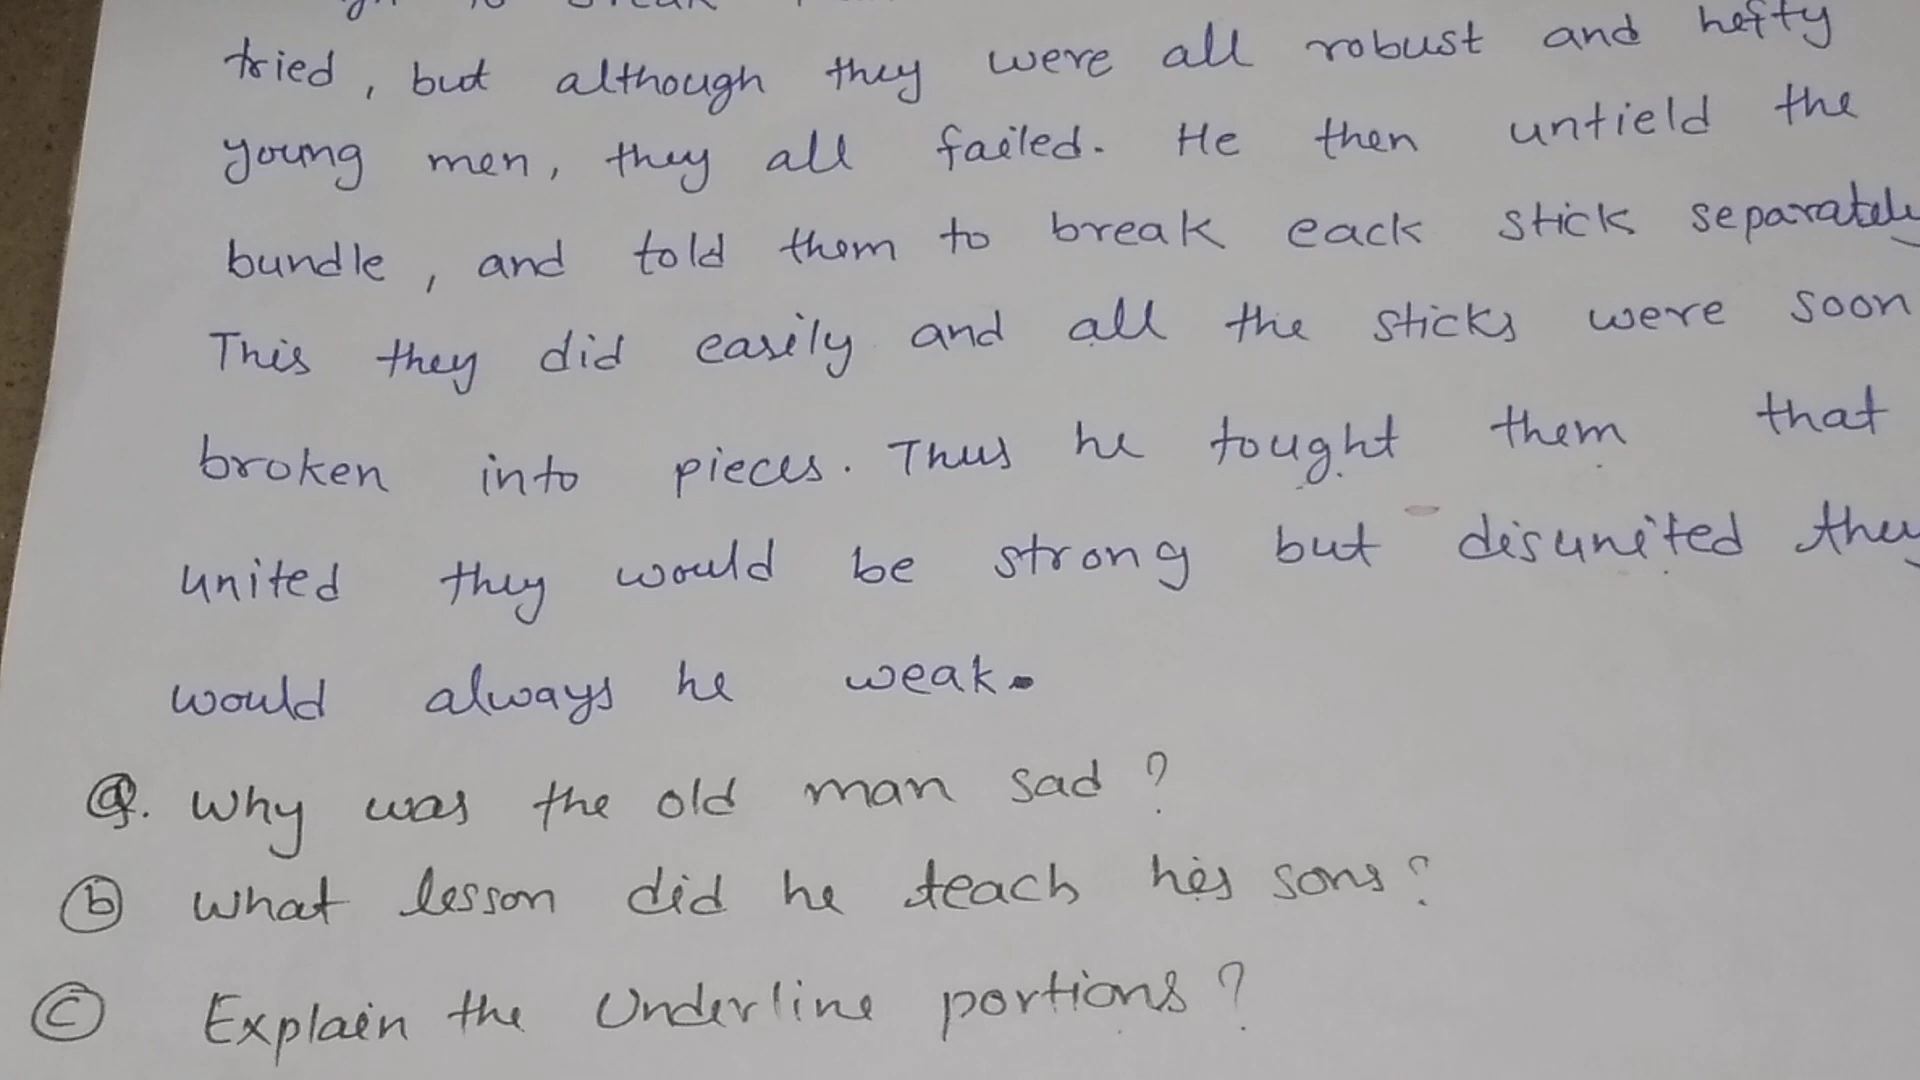 tried, but although they were all robust and hefty
young men, they all failed. He then untield the
bundle, and told them to break eack stick separately
This they did easily and all the sticks were soon
broken into pieces. Thus he tought them that
united they would be strong but disunited they
would always he weak.
a. Why was the old man sad?
b What lesson did he teach his sons?
c Explain the Underline portions?